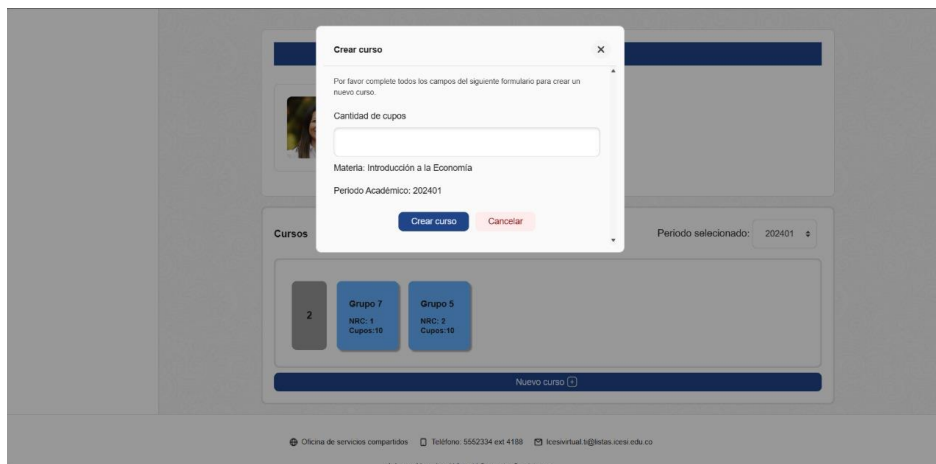 Crear curso
Por favor complete todos los campos del siguiente formulario para crear un
nuevo curso.
Cantidad de cupos
Materia: Introducción a la Economía
Periodo Académico: 202401
Crear curso Cancelar
Cursos Periodo selecionado: 202401
2
Grupo 7 Grupo 5
NRC: 1 NRC: 2
Cupos:10 Cupos:10
Nuevo curso
Oficina de servicios compartidos Teléfono: 5552334 ext 4188 Icesivirtual.ti@listas.icesi.edu.co